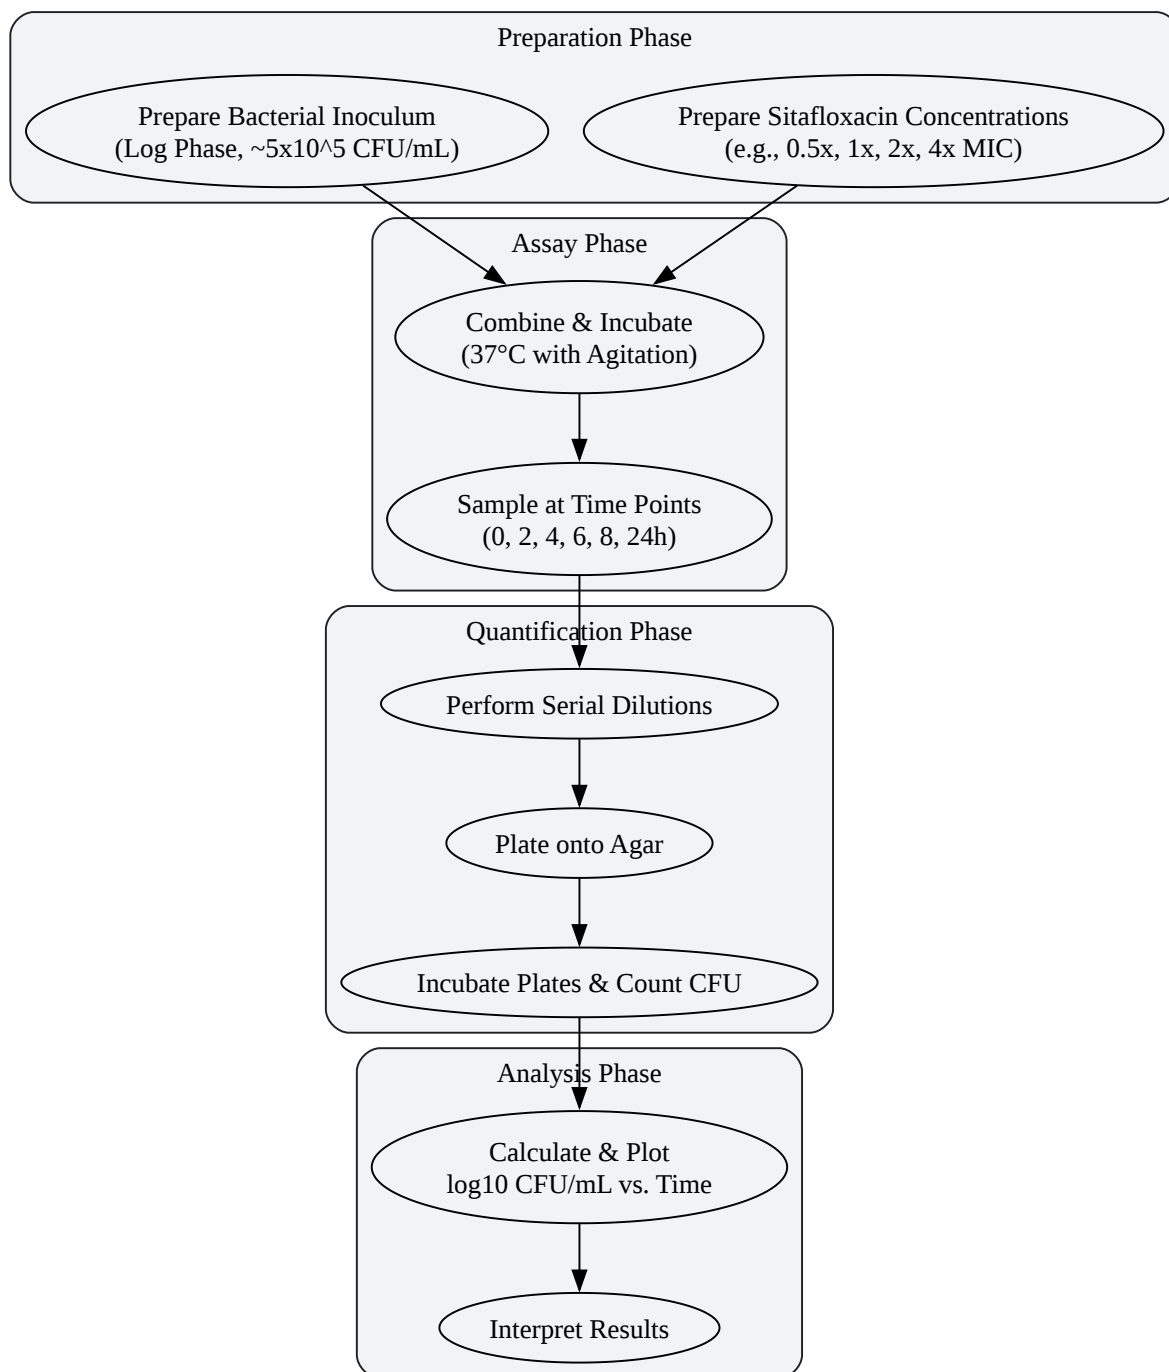 Preparation Phase
Prepare Bacterial Inoculum
(Log Phase, ~5x10^5 CFU/mL)
Prepare Sitafloxacin Concentrations
(e.g., 0.5x, 1x, 2x, 4x MIC)
Assay Phase
Combine & Incubate
(37°C with Agitation)
Sample at Time Points
(0, 2, 4, 6, 8, 24h)
Quantification Phase
Perform Serial Dilutions
Plate onto Agar
Incubate Plates & Count CFU
Analysis Phase
Calculate & Plot
log10 CFU/mL vs. Time
Interpret Results